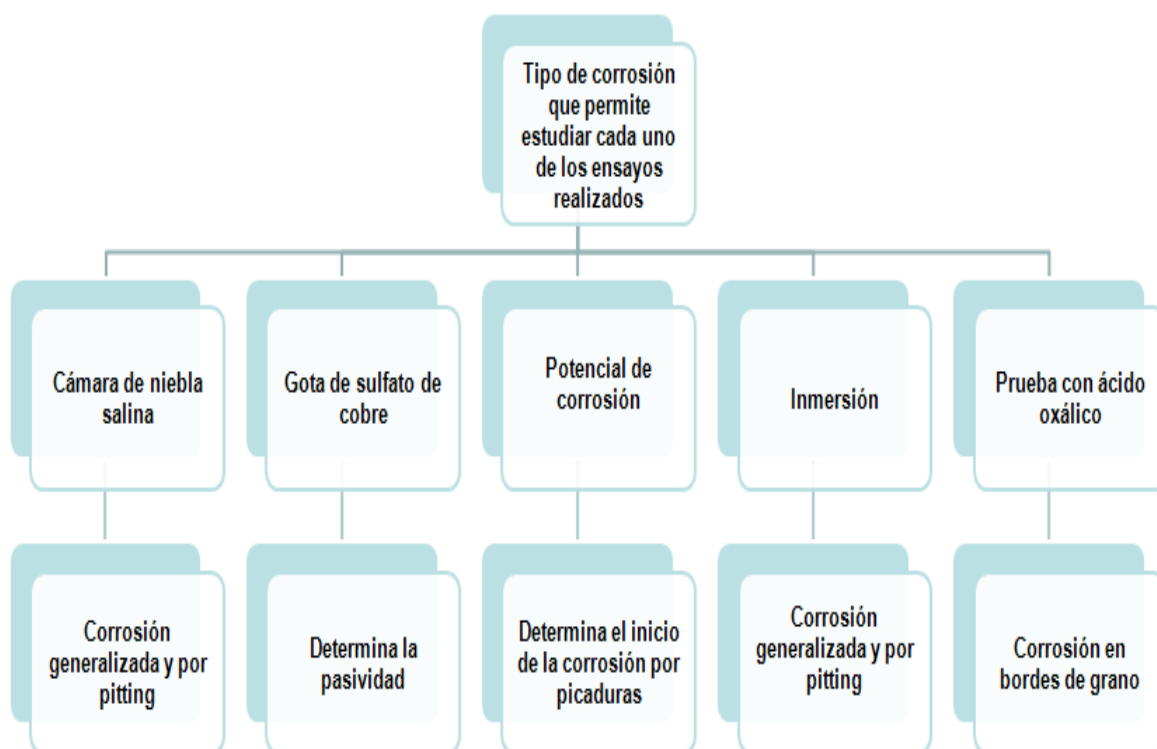 Tipo de corrosión
que permite
estudiar cada uno
de los ensayos
realizados
Cámara de niebla
salina
Gota de sulfato de
cobre
Potencial de
corrosión
Inmersión
Prueba con ácido
oxálico
Corrosión
generalizada y por
pitting
Determina la
pasividad
Determina el inicio
de la corrosión por
picaduras
Corrosión
generalizada y por
pitting
Corrosión en
bordes de grano